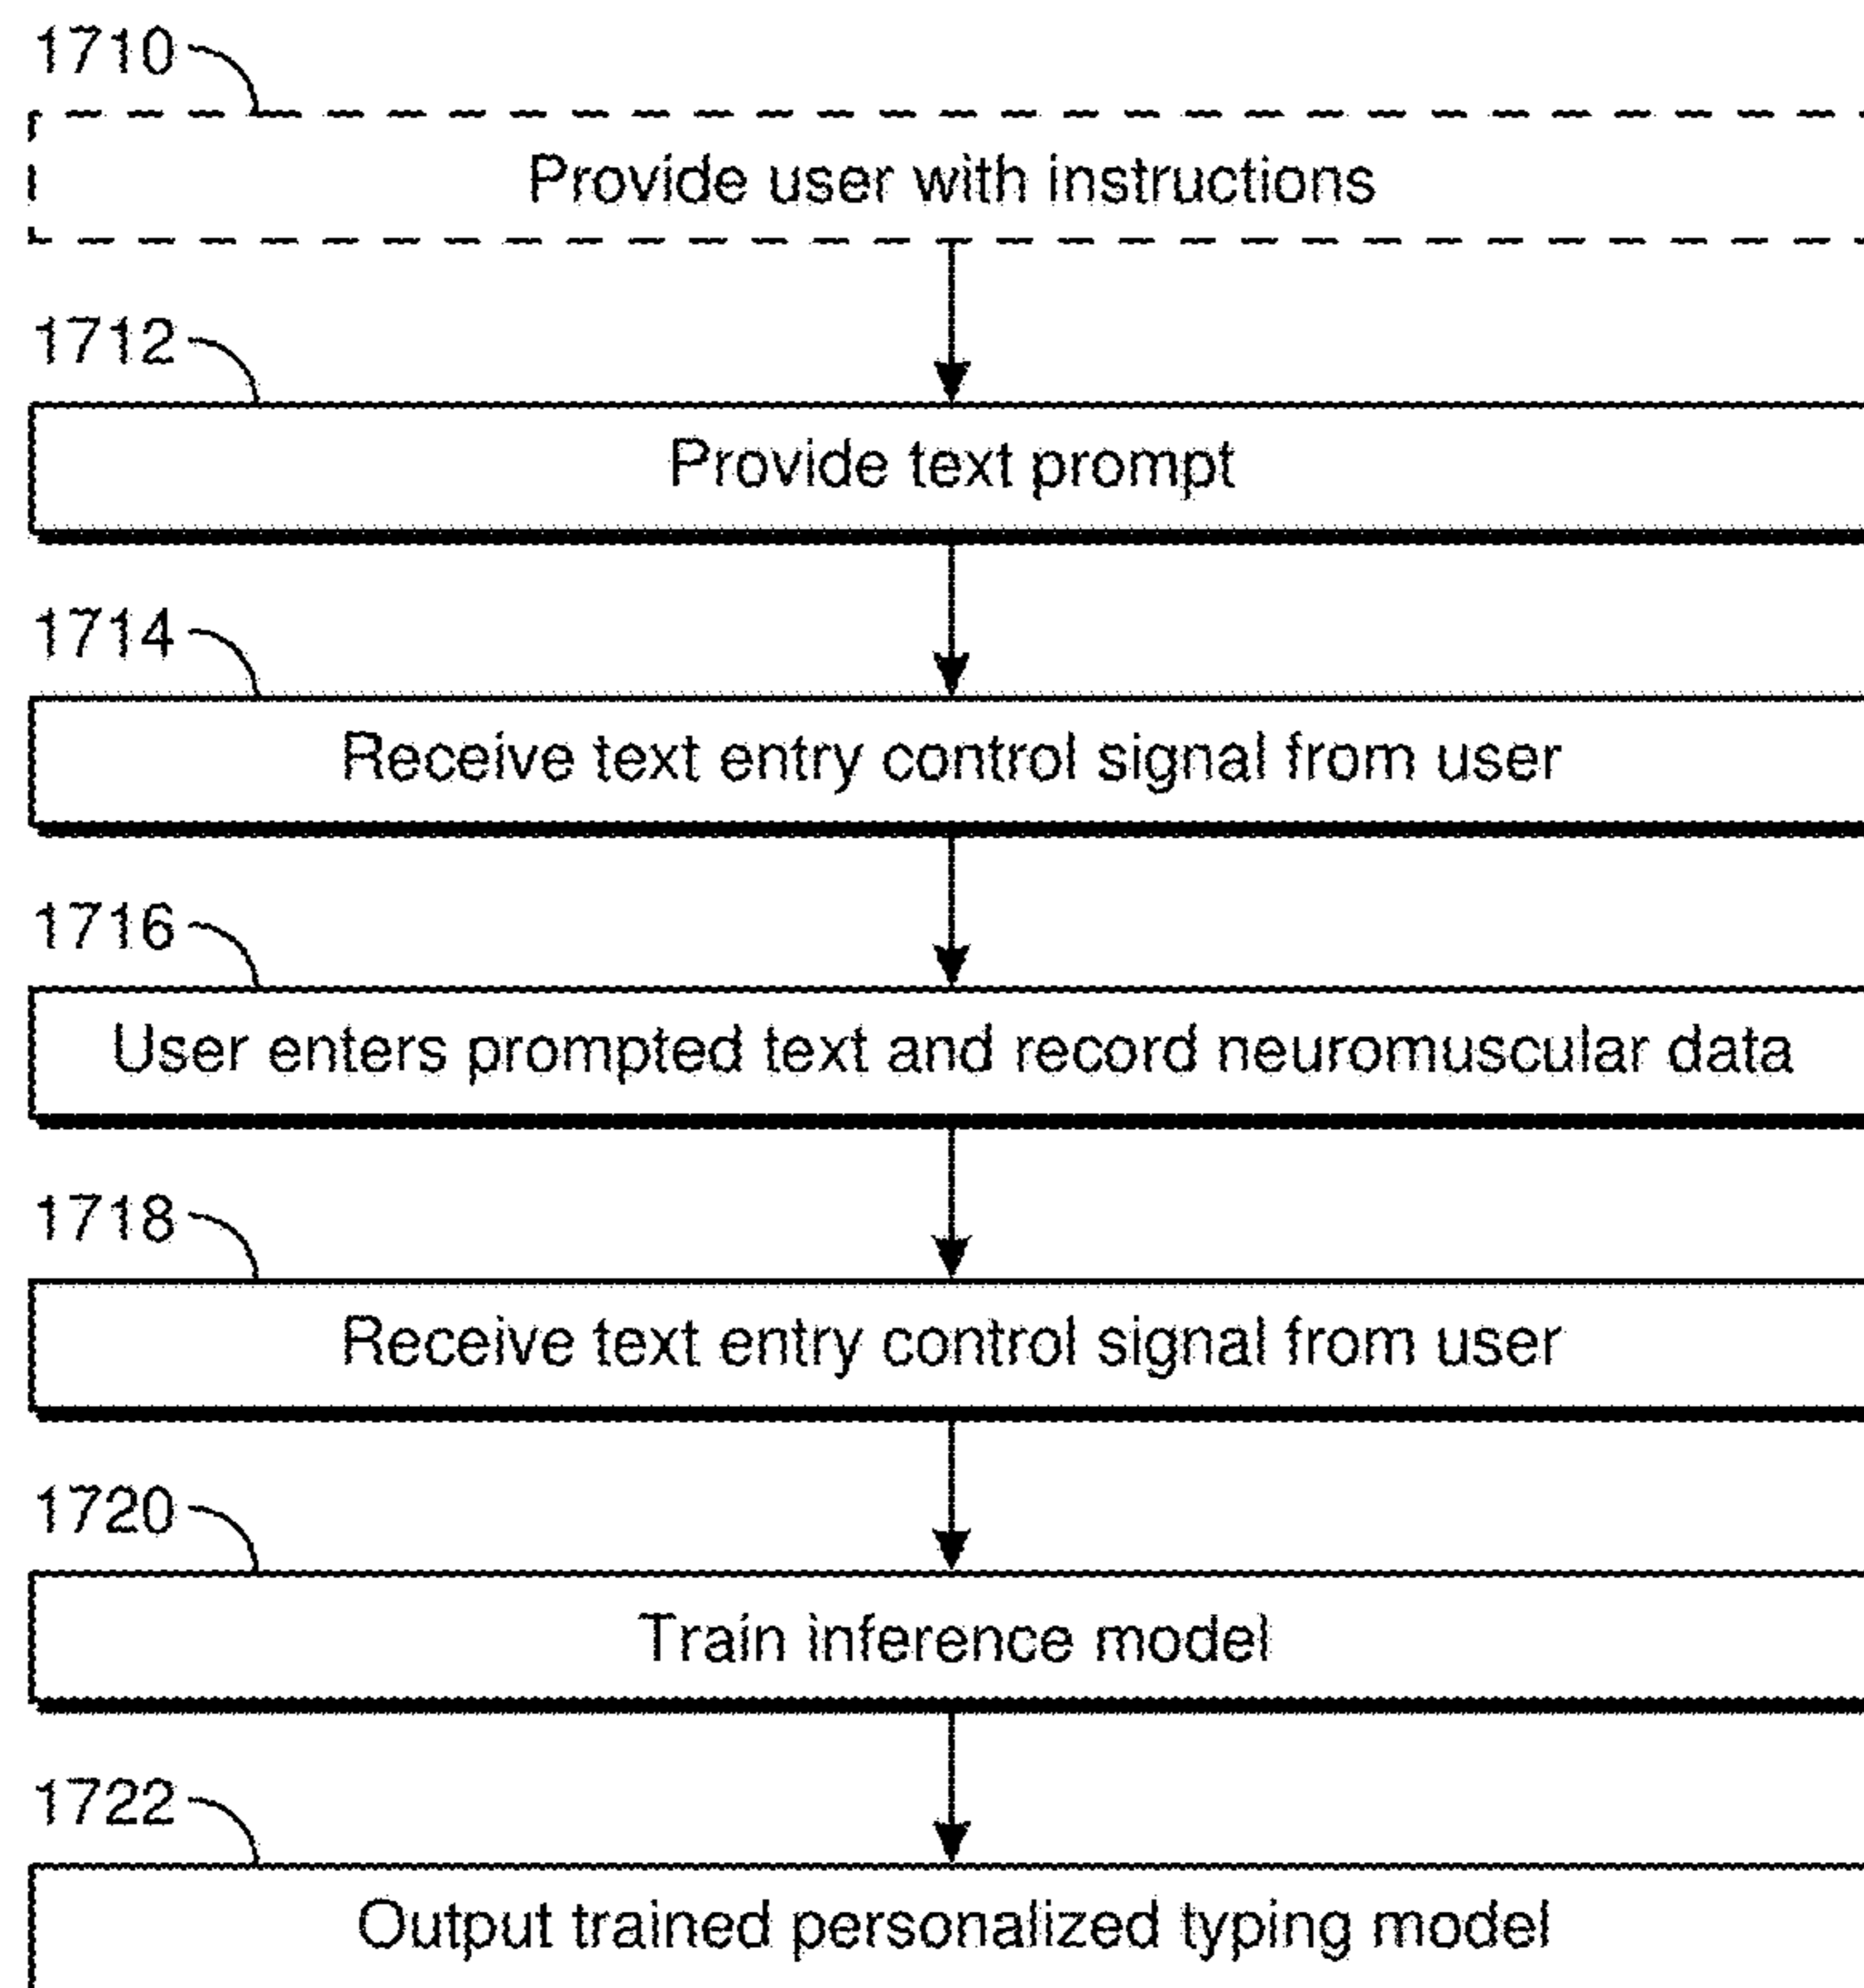 1710
Provide user with instructions
1712
Provide text prompt
1714
Receive text entry control signal from user
1716
User enters prompted text and record neuromuscular data
1718
Receive text entry control signal from user
1720
Train inference model
1722
Output trained personalized typing model